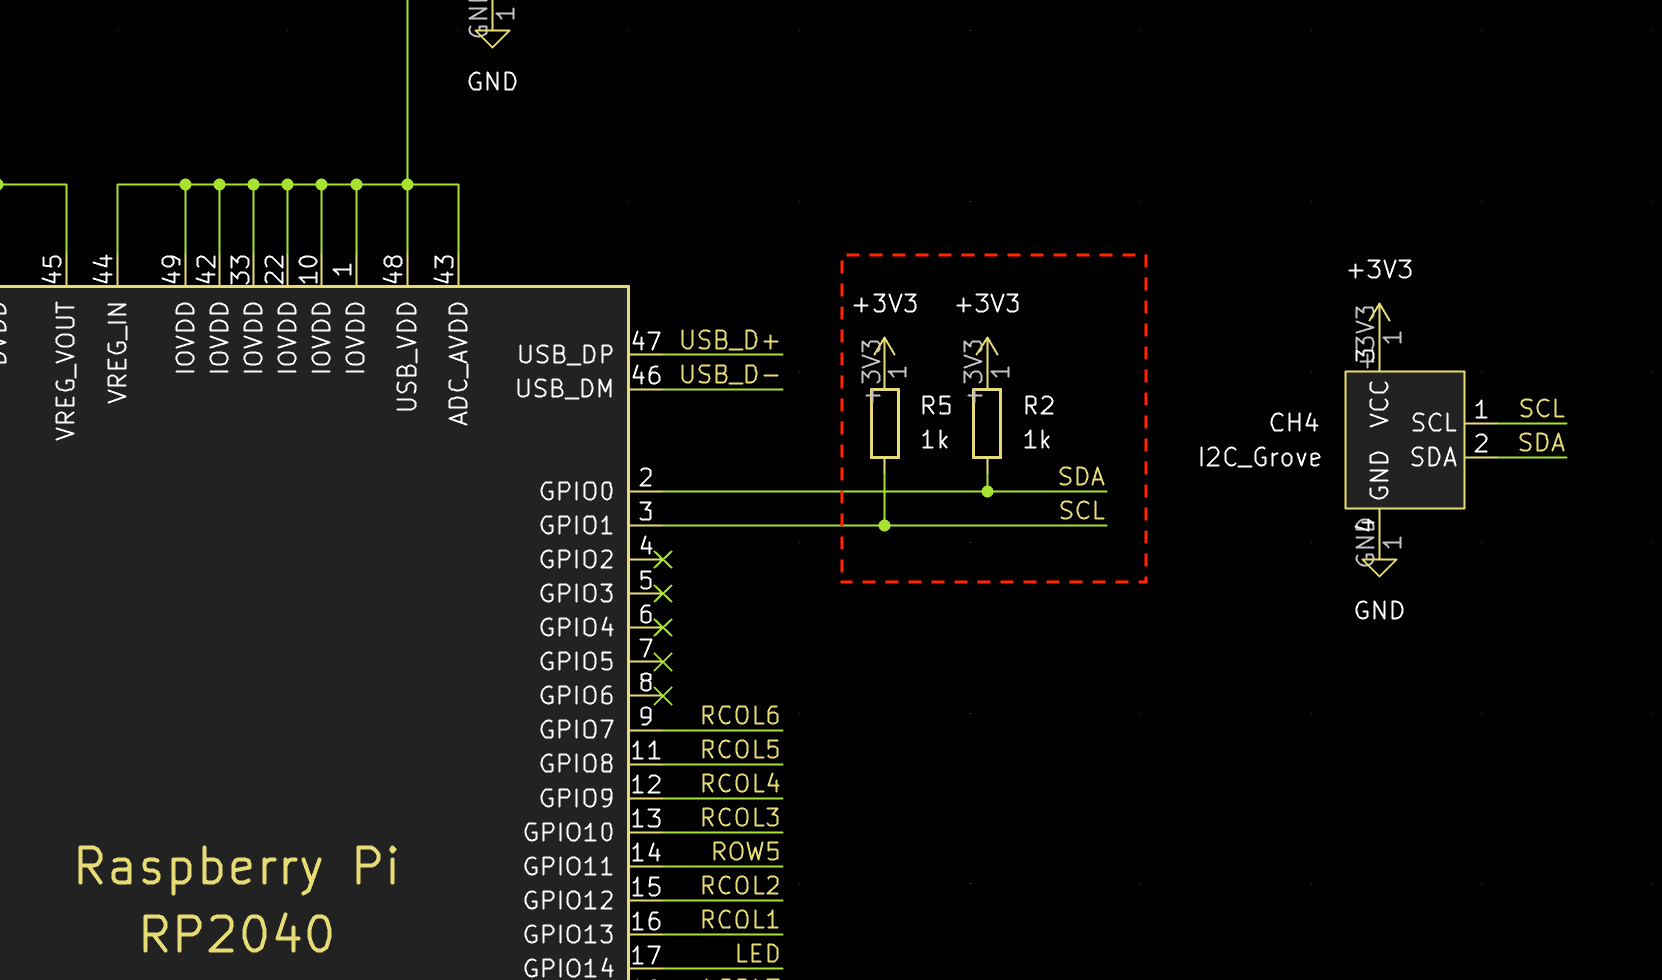 GND
1
GND
45
44
49
42
33
22
10
1
48
43
VREG_VOUT
VREG_IN
IOVDD
IOVDD
IOVDD
IOVDD
IOVDD
IOVDD
USB_VDD
ADC_AVDD
USB_DP 47 USB_D+
USB_DM 46 USB_D-
GPIO0 2
GPIO1 3
GPIO2 4
GPIO3 5
GPIO4 6
GPIO5 7
GPIO6 8
GPIO7 9 RCOL6
GPIO8 11 RCOL5
GPIO9 12 RCOL4
GPIO10 13 RCOL3
GPIO11 14 ROW5
GPIO12 15 RCOL2
GPIO13 16 RCOL1
GPIO14 17 LED
Raspberry Pi
RP2040
+3V3 +3V3
+3V3 1
+3V3 1
R5
1k
R2
1k
SDA
SCL
+3V3
+3V3
1
CH4
I2C_Grove
VCC
GND
SCL 1 SCL
SDA 2 SDA
GND
1
GND